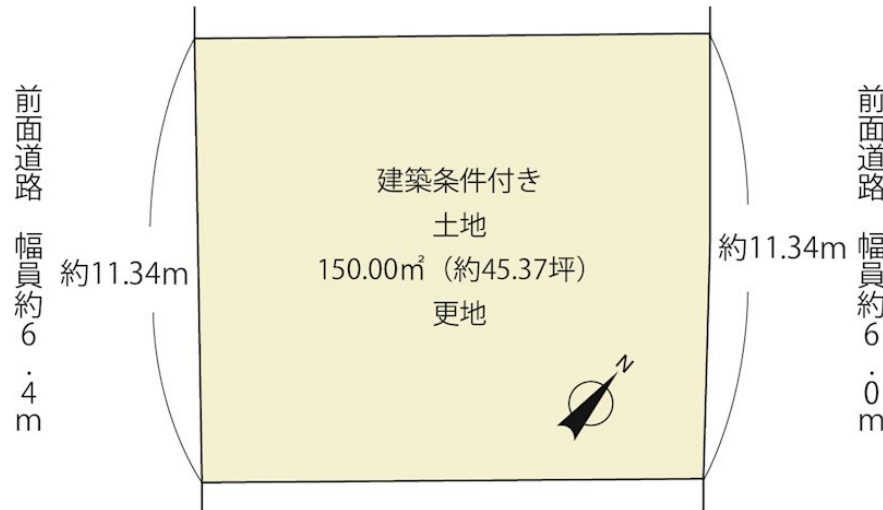 前面道路 幅員約6.4m
約11.34m
建築条件付き
土地
150.00㎡（約45.37坪）
更地
N
約11.34m
前面道路 幅員約6.0m